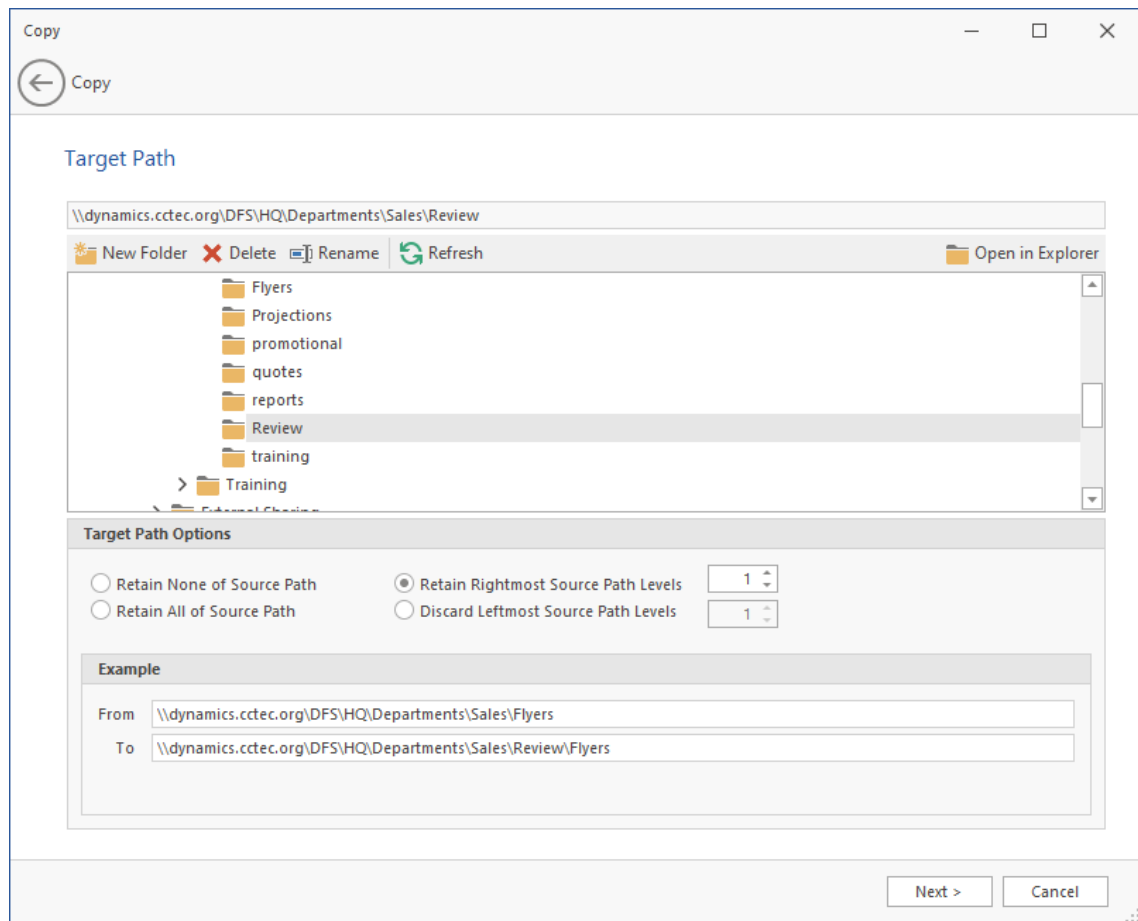 Copy
Copy
Target Path
\\dynamics.cctec.org\DFS\HQ\Departments\Sales\Review
New Folder Delete Rename Refresh Open in Explorer
Flyers
Projections
promotional
quotes
reports
Review
training
Training
External Sharing
Target Path Options
Retain None of Source Path Retain Rightmost Source Path Levels 1
Retain All of Source Path Discard Leftmost Source Path Levels 1
Example
From \\dynamics.cctec.org\DFS\HQ\Departments\Sales\Flyers
To \\dynamics.cctec.org\DFS\HQ\Departments\Sales\Review\Flyers
Next > Cancel